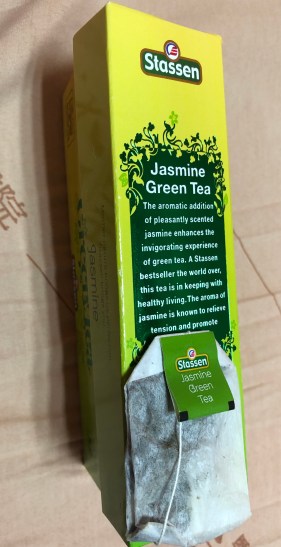 Stassen
Jasmine
Green Tea
The aromatic addition
of pleasantly scented
jasmine enhances the
invigorating experience
of green tea. A Stassen
bestseller the world over,
this tea is in keeping with
healthy living. The aroma of
jasmine is known to relieve
tension and promote
Stassen
Jasmine
Green
Tea
Jasmine